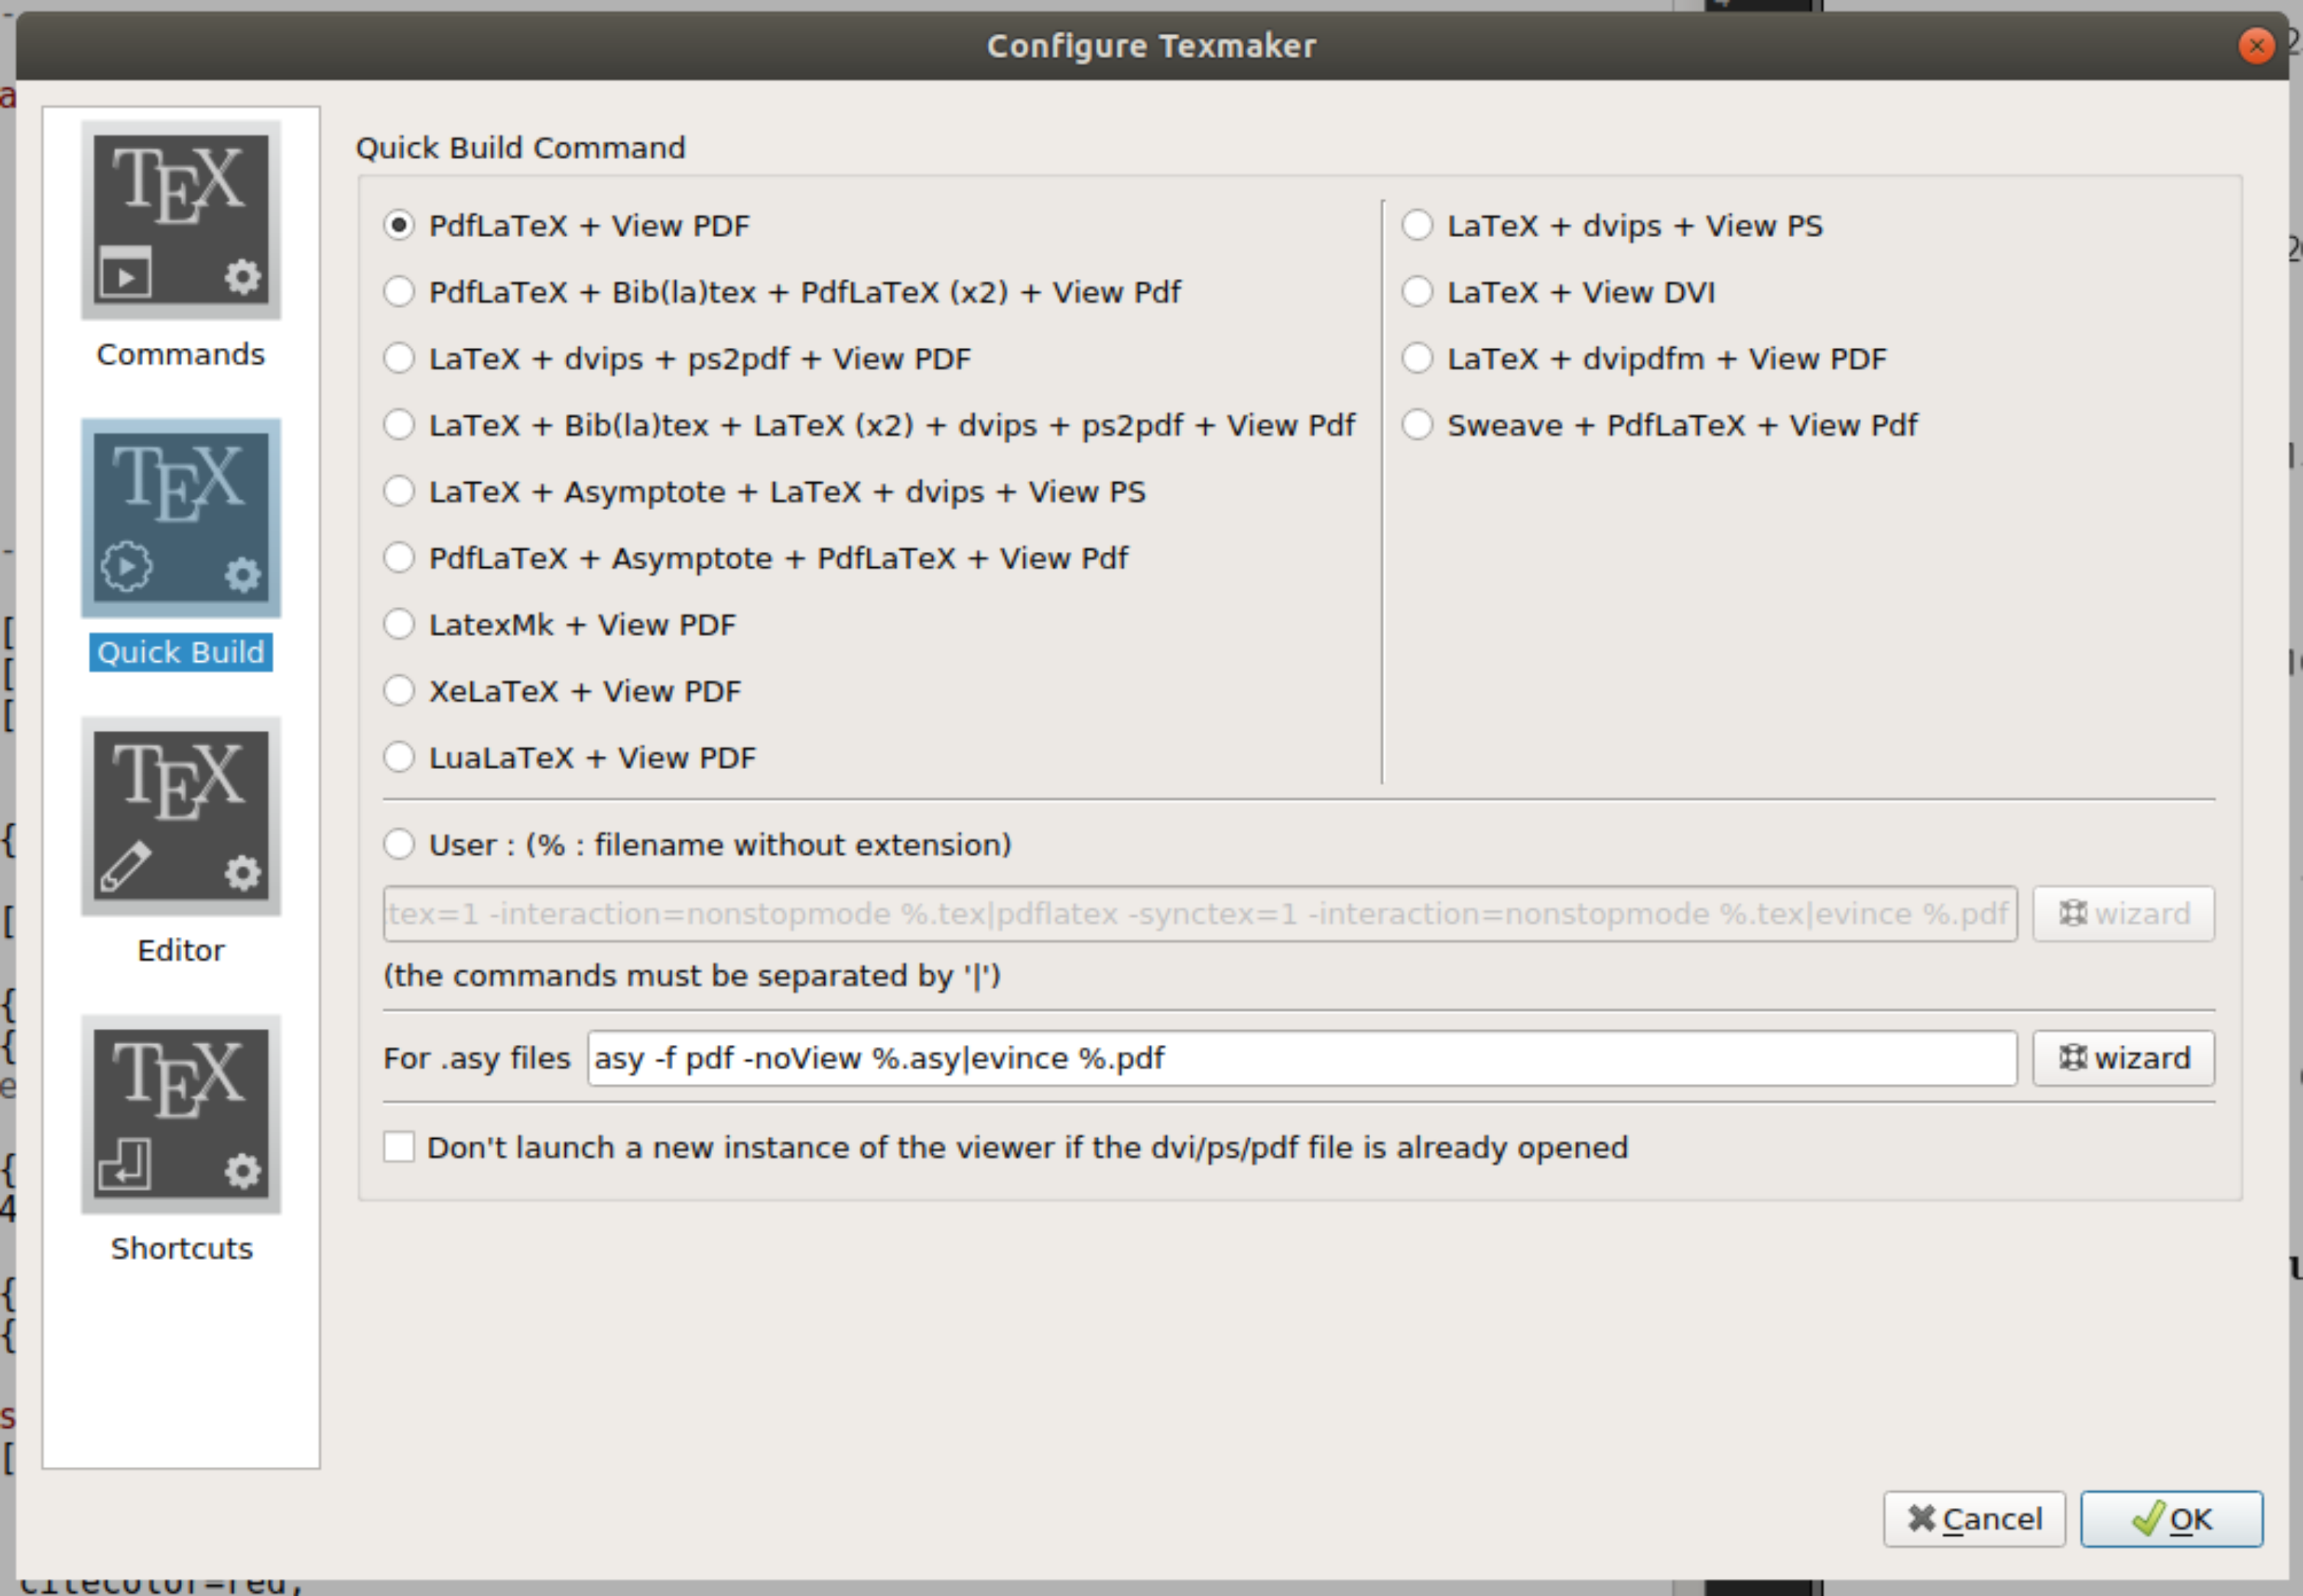 Configure Texmaker
TEX
Commands
TEX
Quick Build
TEX
Editor
TEX
Shortcuts
Quick Build Command
PdfLaTeX + View PDF
PdfLaTeX + Bib(la)tex + PdfLaTeX (x2) + View Pdf
LaTeX + dvips + ps2pdf + View PDF
LaTeX + Bib(la)tex + LaTeX (x2) + dvips + ps2pdf + View Pdf
LaTeX + Asymptote + LaTeX + dvips + View PS
PdfLaTeX + Asymptote + PdfLaTeX + View Pdf
LatexMk + View PDF
XeLaTeX + View PDF
LuaLaTeX + View PDF
LaTeX + dvips + View PS
LaTeX + View DVI
LaTeX + dvipdfm + View PDF
Sweave + PdfLaTeX + View Pdf
User : (% : filename without extension)
tex=1 -interaction=nonstopmode %.tex|pdflatex -synctex=1 -interaction=nonstopmode %.tex|evince %.pdf
wizard
(the commands must be separated by '|')
For .asy files
asy -f pdf -noView %.asy|evince %.pdf
wizard
Don't launch a new instance of the viewer if the dvi/ps/pdf file is already opened
Cancel
OK
citecolor=red,